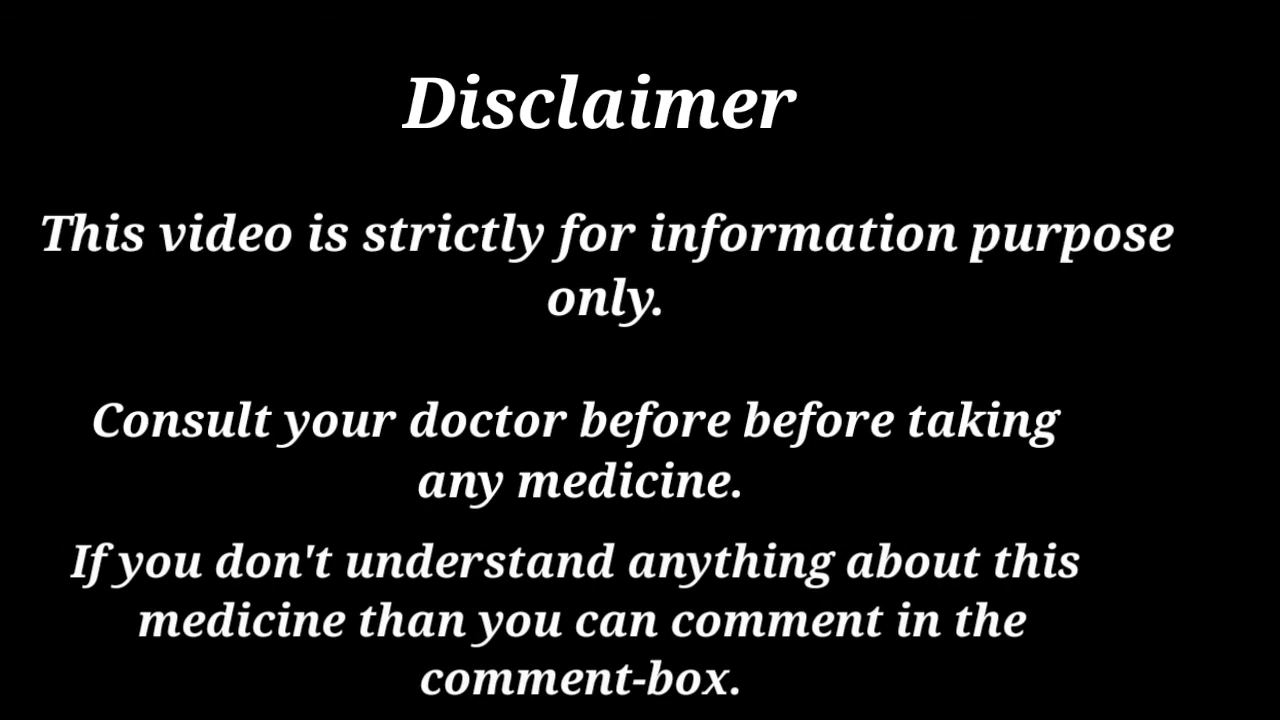 Disclaimer
This video is strictly for information purpose
only.
Consult your doctor before before taking
any medicine.
If you don't understand anything about this
medicine than you can comment in the
comment-box.